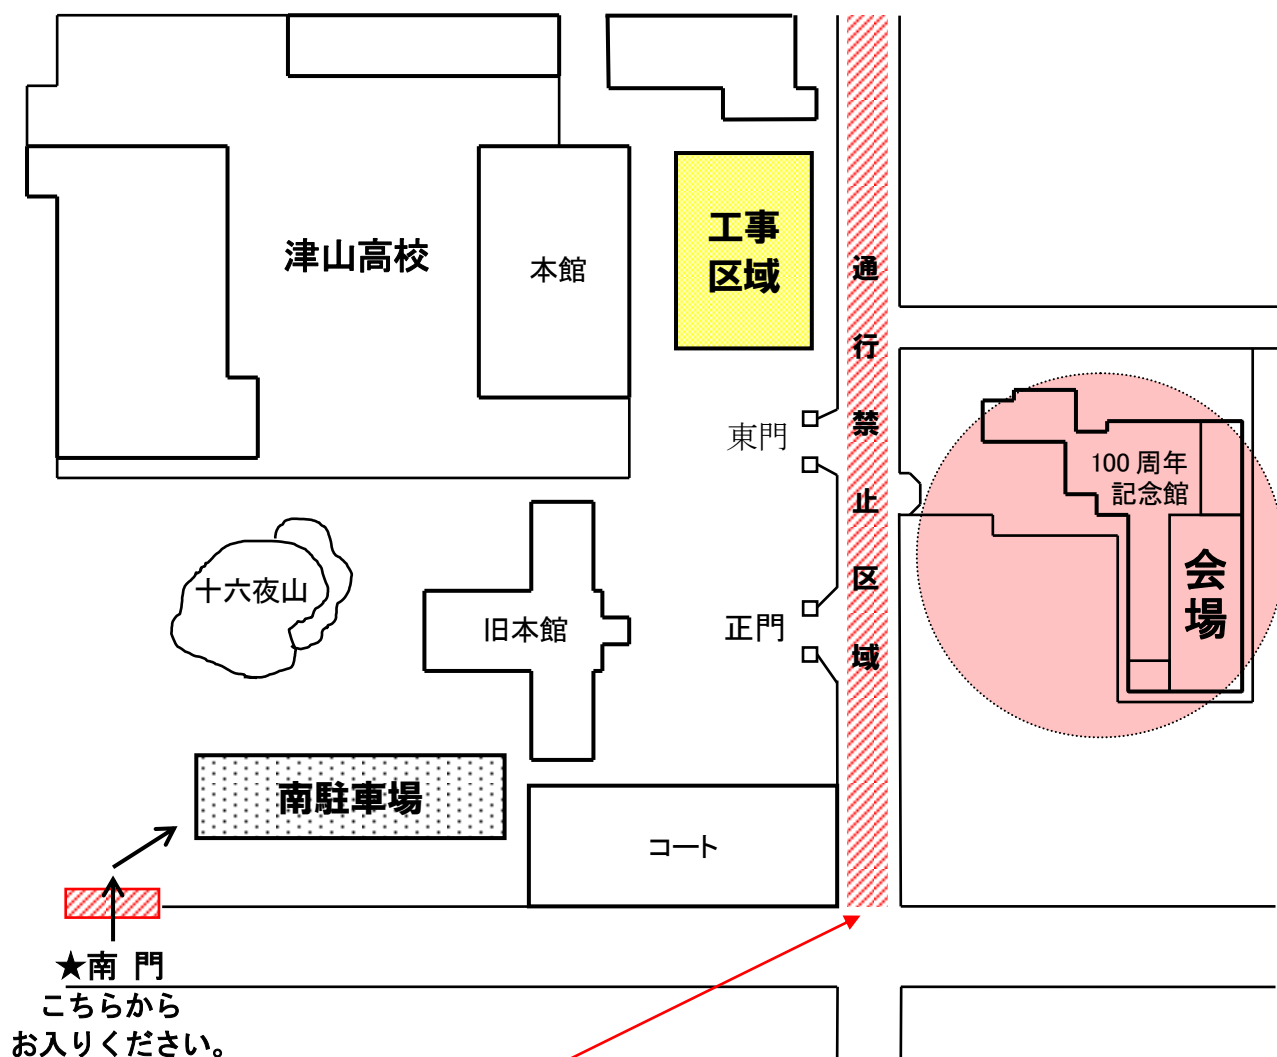 津山高校
本館
工事
区域
通行禁止区域
東門
100 周年
記念館
会場
十六夜山
旧本館
正門
南駐車場
コート
★南 門
こちらから
お入りください。